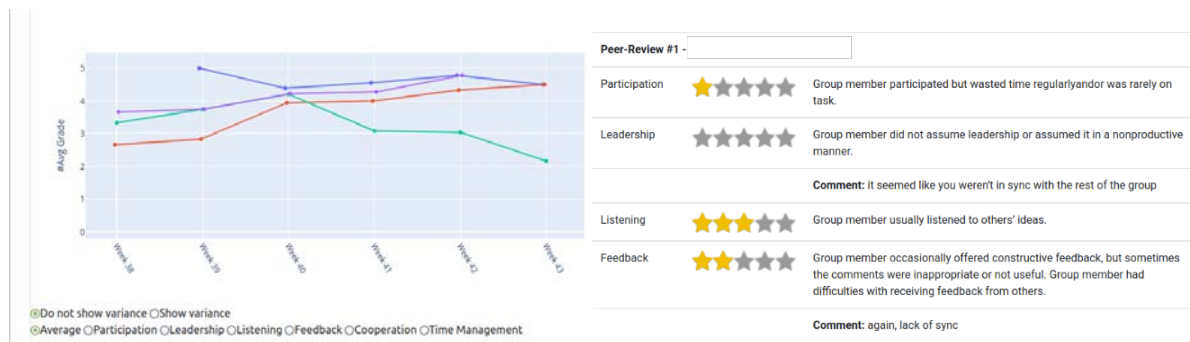 5
4
3
2
1
0
#Avg Grade
Week 38
Week 39
Week 40
Week 41
Week 42
Week 43
Do not show variance Show variance
Average Participation Leadership Listening Feedback Cooperation Time Management
Peer-Review #1 -
Participation
Group member participated but wasted time regularlyandor was rarely on
task.
Leadership
Group member did not assume leadership or assumed it in a nonproductive
manner.
Comment: it seemed like you weren't in sync with the rest of the group
Listening
Group member usually listened to others' ideas.
Feedback
Group member occasionally offered constructive feedback, but sometimes
the comments were inappropriate or not useful. Group member had
difficulties with receiving feedback from others.
Comment: again, lack of sync